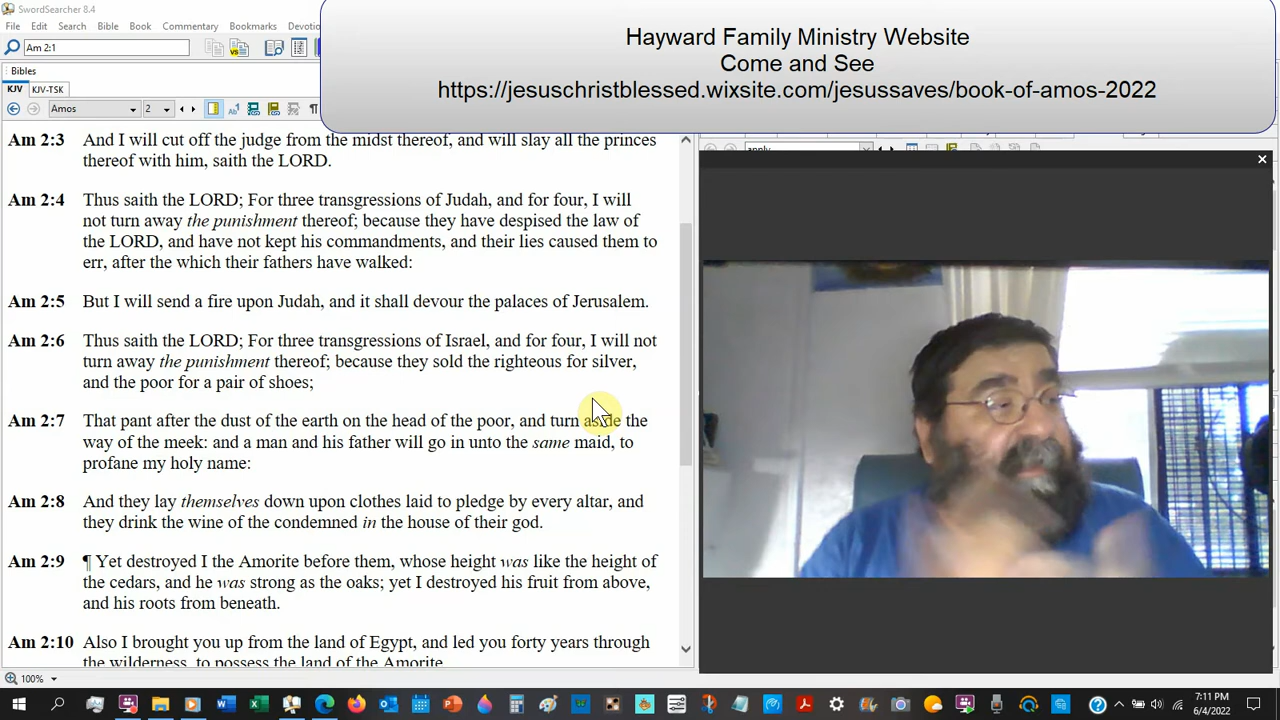 SwordSearcher 8.4
File Edit Search Bible Book Commentary Bookmarks Devotio
Hayward Family Ministry Website
Come and See
https://jesuschristblessed.wixsite.com/jesussaves/book-of-amos-2022
Am 2:1
Bibles
KJV KJV-TSK
Amos 2
apply
Am 2:3 And I will cut off the judge from the midst thereof, and will slay all the princes
thereof with him, saith the LORD.
Am 2:4 Thus saith the LORD; For three transgressions of Judah, and for four, I will
not turn away the punishment thereof; because they have despised the law of
the LORD, and have not kept his commandments, and their lies caused them to
err, after the which their fathers have walked:
Am 2:5 But I will send a fire upon Judah, and it shall devour the palaces of Jerusalem.
Am 2:6 Thus saith the LORD; For three transgressions of Israel, and for four, I will not
turn away the punishment thereof; because they sold the righteous for silver,
and the poor for a pair of shoes;
Am 2:7 That pant after the dust of the earth on the head of the poor, and turn aside the
way of the meek: and a man and his father will go in unto the same maid, to
profane my holy name:
Am 2:8 And they lay themselves down upon clothes laid to pledge by every altar, and
they drink the wine of the condemned in the house of their god.
Am 2:9 ¶ Yet destroyed I the Amorite before them, whose height was like the height of
the cedars, and he was strong as the oaks; yet I destroyed his fruit from above,
and his roots from beneath.
Am 2:10 Also I brought you up from the land of Egypt, and led you forty years through
the wilderness, to possess the land of the Amorite.
100%
7:11 PM
6/4/2022